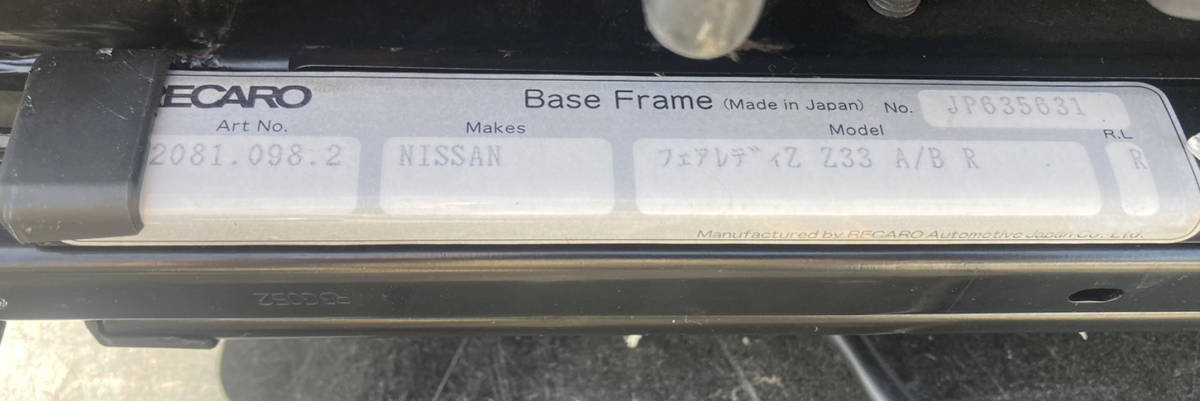 RECARO Base Frame (Made in Japan) No. JP635631
Art No. Makes Model R.L
2081.098.2 NISSAN フェアレディZ Z33 A/B R R
Manufactured by RECARO Automotive Japan Co. Ltd.